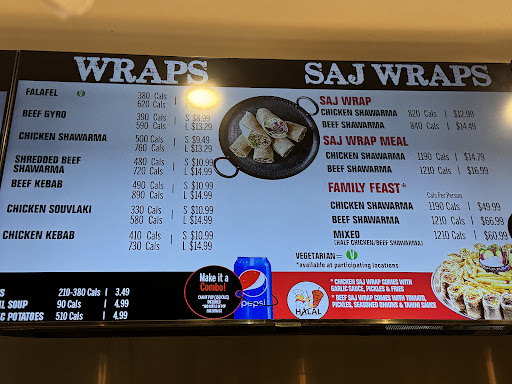 WRAPS
FALAFEL 380 Cals
620 Cals
BEEF GYRO 390 Cals | S $8.99
590 Cals | L $13.29
CHICKEN SHAWARMA 500 Cals | S $9.49
760 Cals | L $13.29
SHREDDED BEEF SHAWARMA 480 Cals | S $10.99
720 Cals | L $14.99
BEEF KEBAB 490 Cals | S $10.99
890 Cals | L $14.99
CHICKEN SOUVLAKI 330 Cals | S $10.99
580 Cals | L $14.99
CHICKEN KEBAB 410 Cals | S $10.99
730 Cals | L $14.99
210-380 Cals | 3.49
SOUP 90 Cals | 4.99
POTATOES 510 Cals | 4.99
Make it a
Combo!
pepsi
SAJ WRAPS
SAJ WRAP
CHICKEN SHAWARMA 820 Cals | $12.99
BEEF SHAWARMA 840 Cals | $14.49
SAJ WRAP MEAL
CHICKEN SHAWARMA 1190 Cals | $14.79
BEEF SHAWARMA 1210 Cals | $16.99
FAMILY FEAST*
Cals Per Person
CHICKEN SHAWARMA 1190 Cals | $49.99
BEEF SHAWARMA 1210 Cals | $66.99
MIXED 1210 Cals | $60.99
(HALF CHICKEN/BEEF SHAWARMA)
VEGETARIAN =
*available at participating locations
HALAL
* CHICKEN SAJ WRAP COMES WITH
GARLIC SAUCE, PICKLES & FRIES
* BEEF SAJ WRAP COMES WITH TOMATO,
PICKLES, SEASONED ONIONS & TAHINI SAUCE